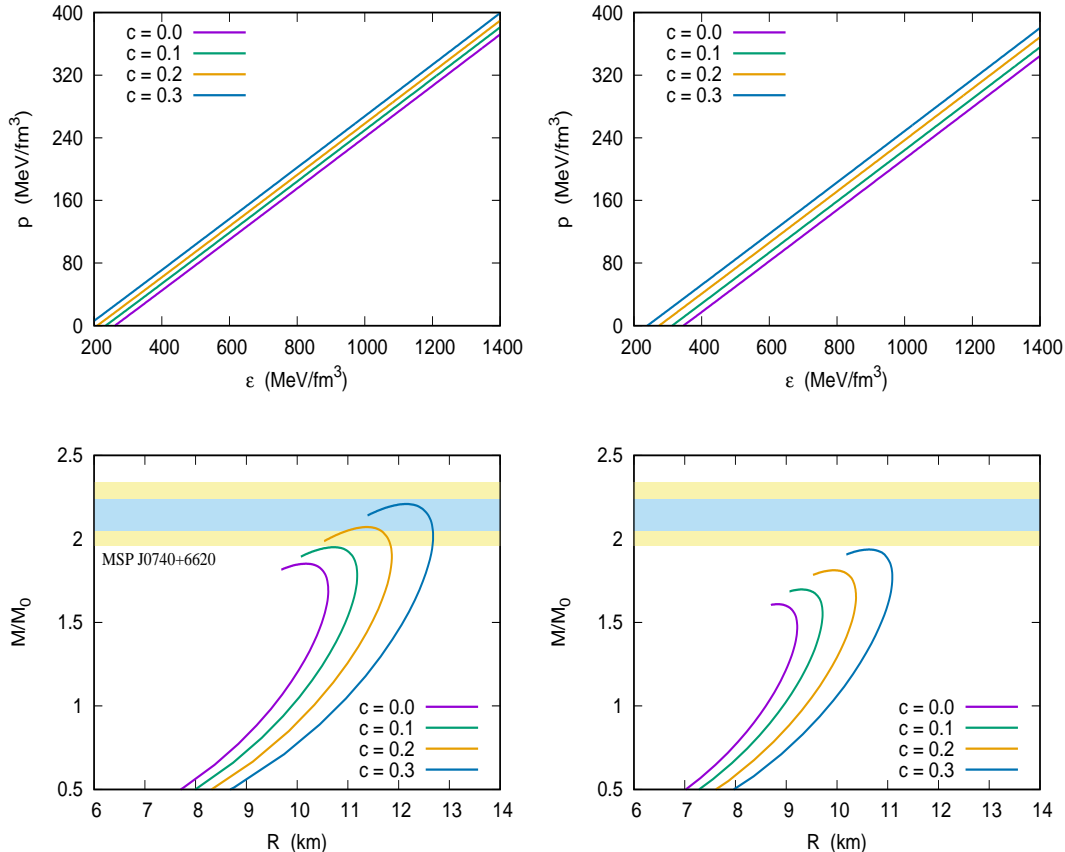 400
320
240
160
80
0
p (MeV/fm³)
c = 0.0
c = 0.1
c = 0.2
c = 0.3
200 400 600 800 1000 1200 1400
ε (MeV/fm³)
400
320
240
160
80
0
p (MeV/fm³)
c = 0.0
c = 0.1
c = 0.2
c = 0.3
200 400 600 800 1000 1200 1400
ε (MeV/fm³)
2.5
2
1.5
1
0.5
M/M₀
MSP J0740+6620
c = 0.0
c = 0.1
c = 0.2
c = 0.3
6 7 8 9 10 11 12 13 14
R (km)
2.5
2
1.5
1
0.5
M/M₀
c = 0.0
c = 0.1
c = 0.2
c = 0.3
6 7 8 9 10 11 12 13 14
R (km)